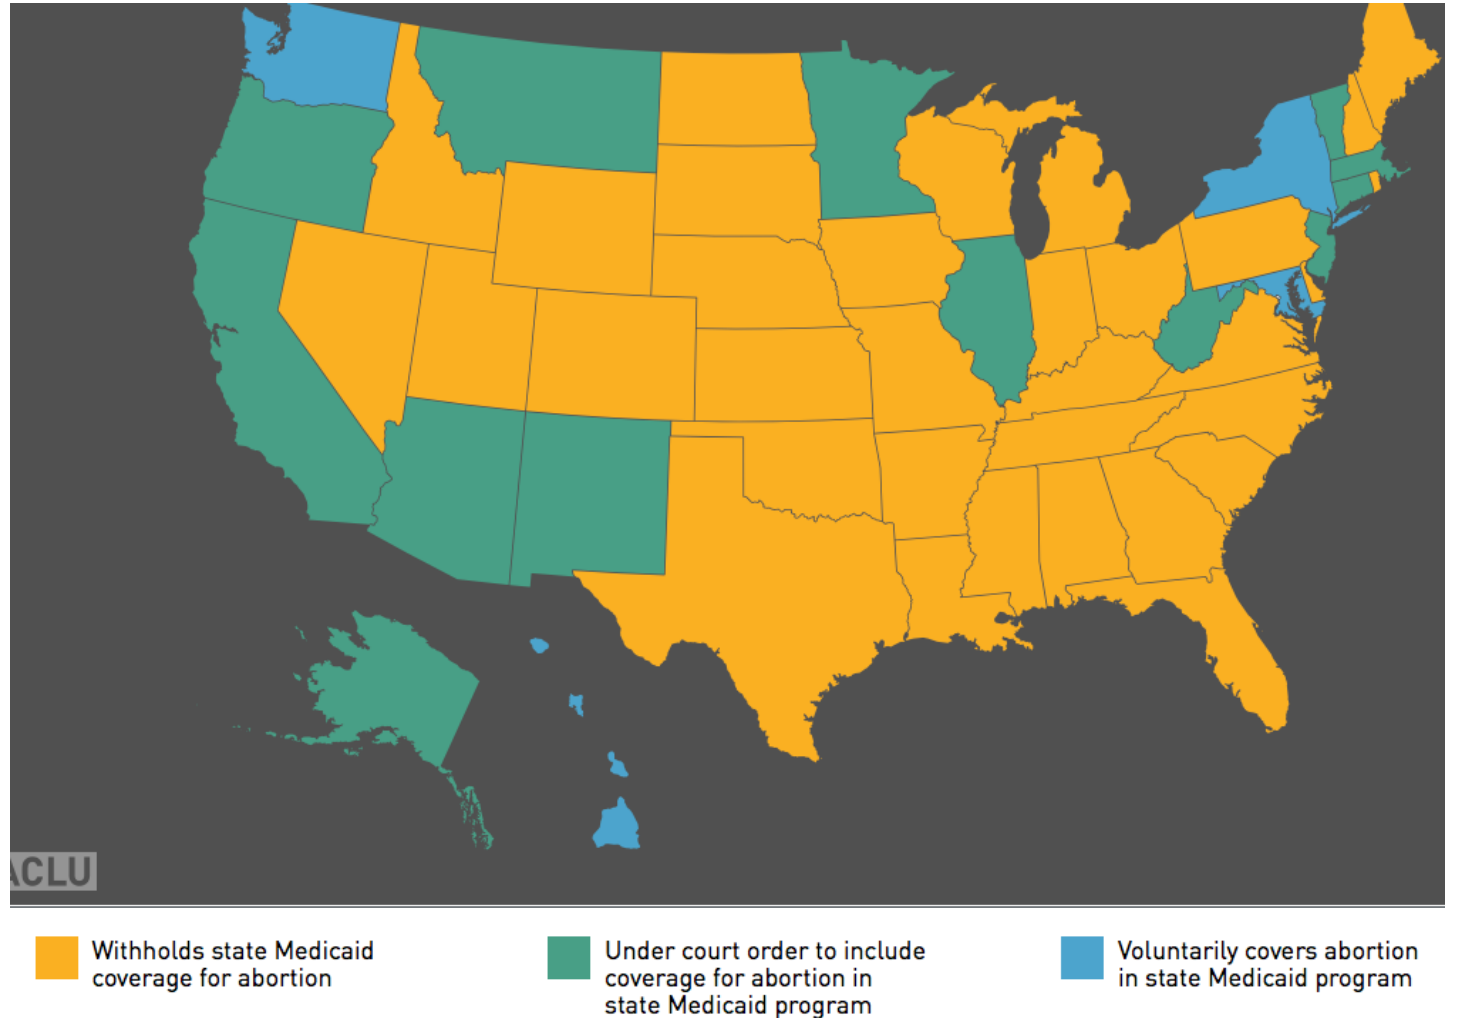 ACLU
Withholds state Medicaid
coverage for abortion
Under court order to include
coverage for abortion in
state Medicaid program
Voluntarily covers abortion
in state Medicaid program